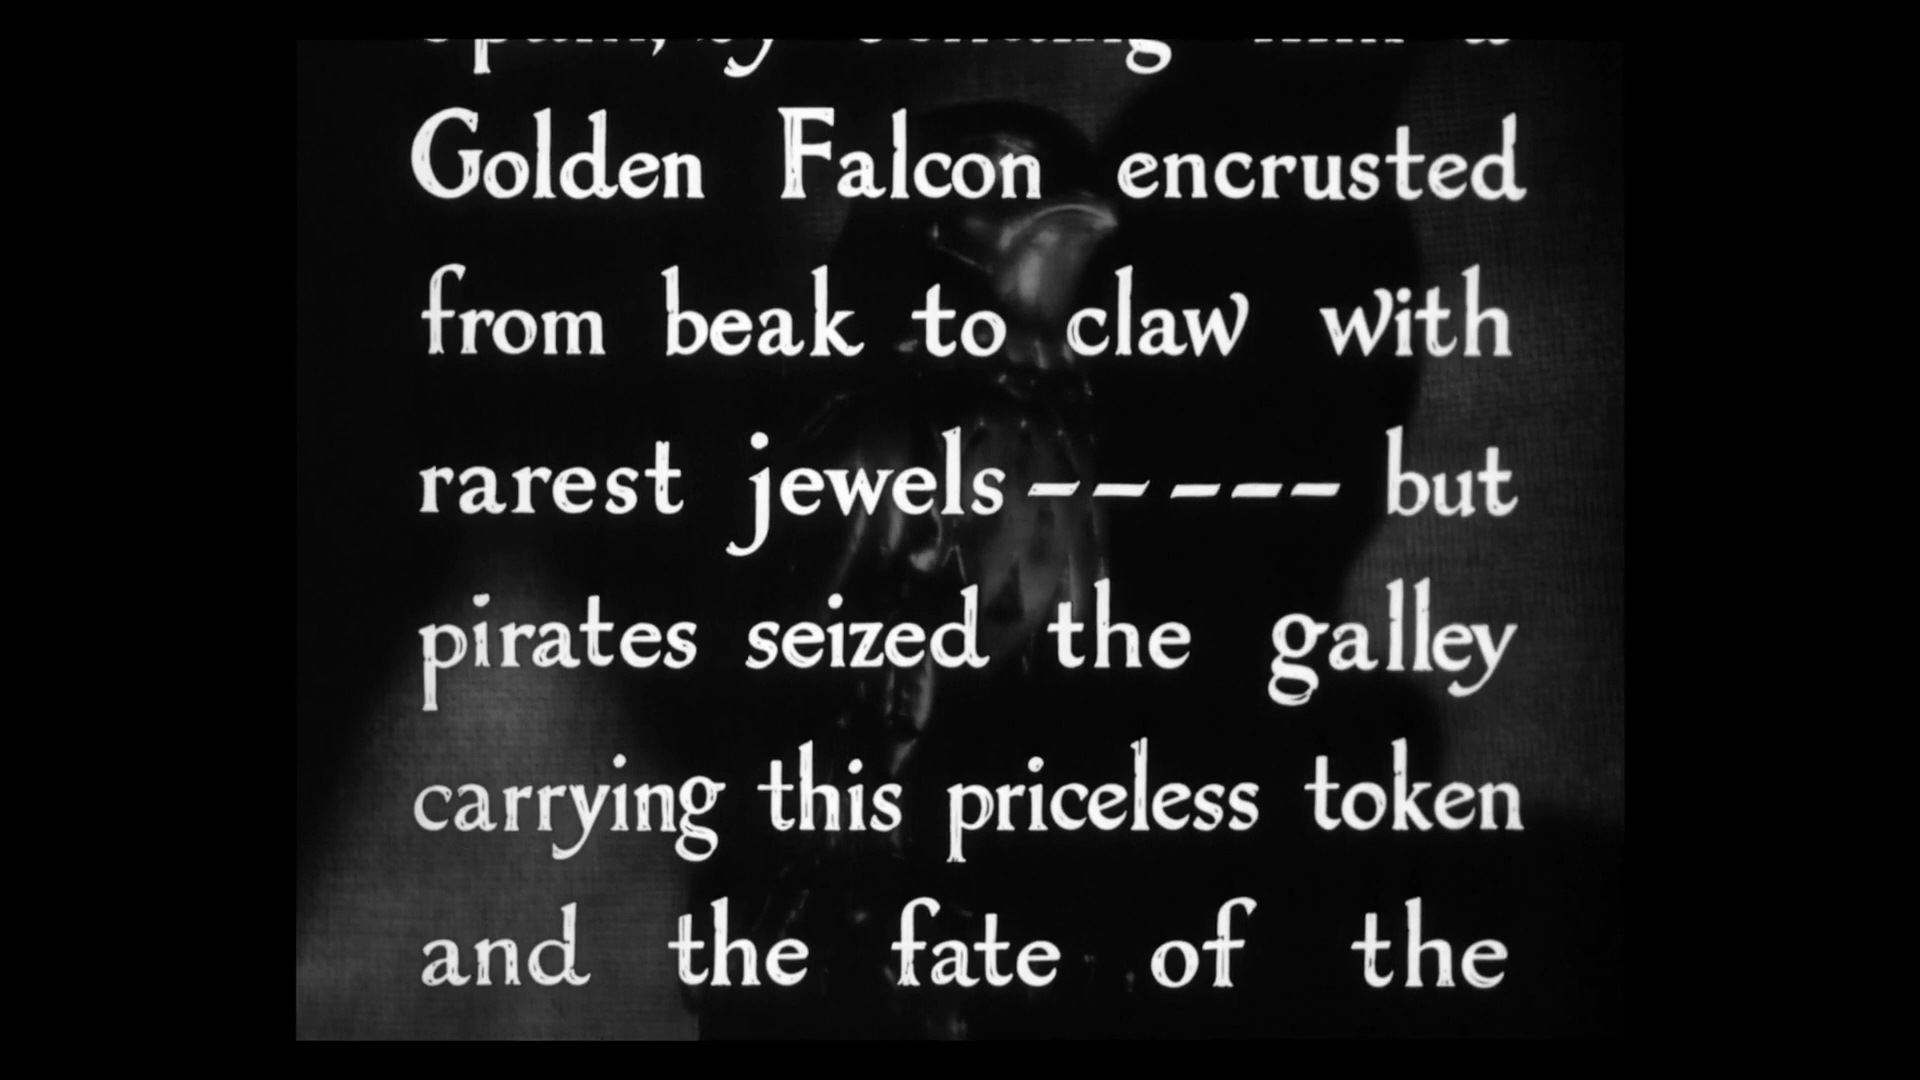 Golden Falcon encrusted
from beak to claw with
rarest jewels ----- but
pirates seized the galley
carrying this priceless token
and the fate of the